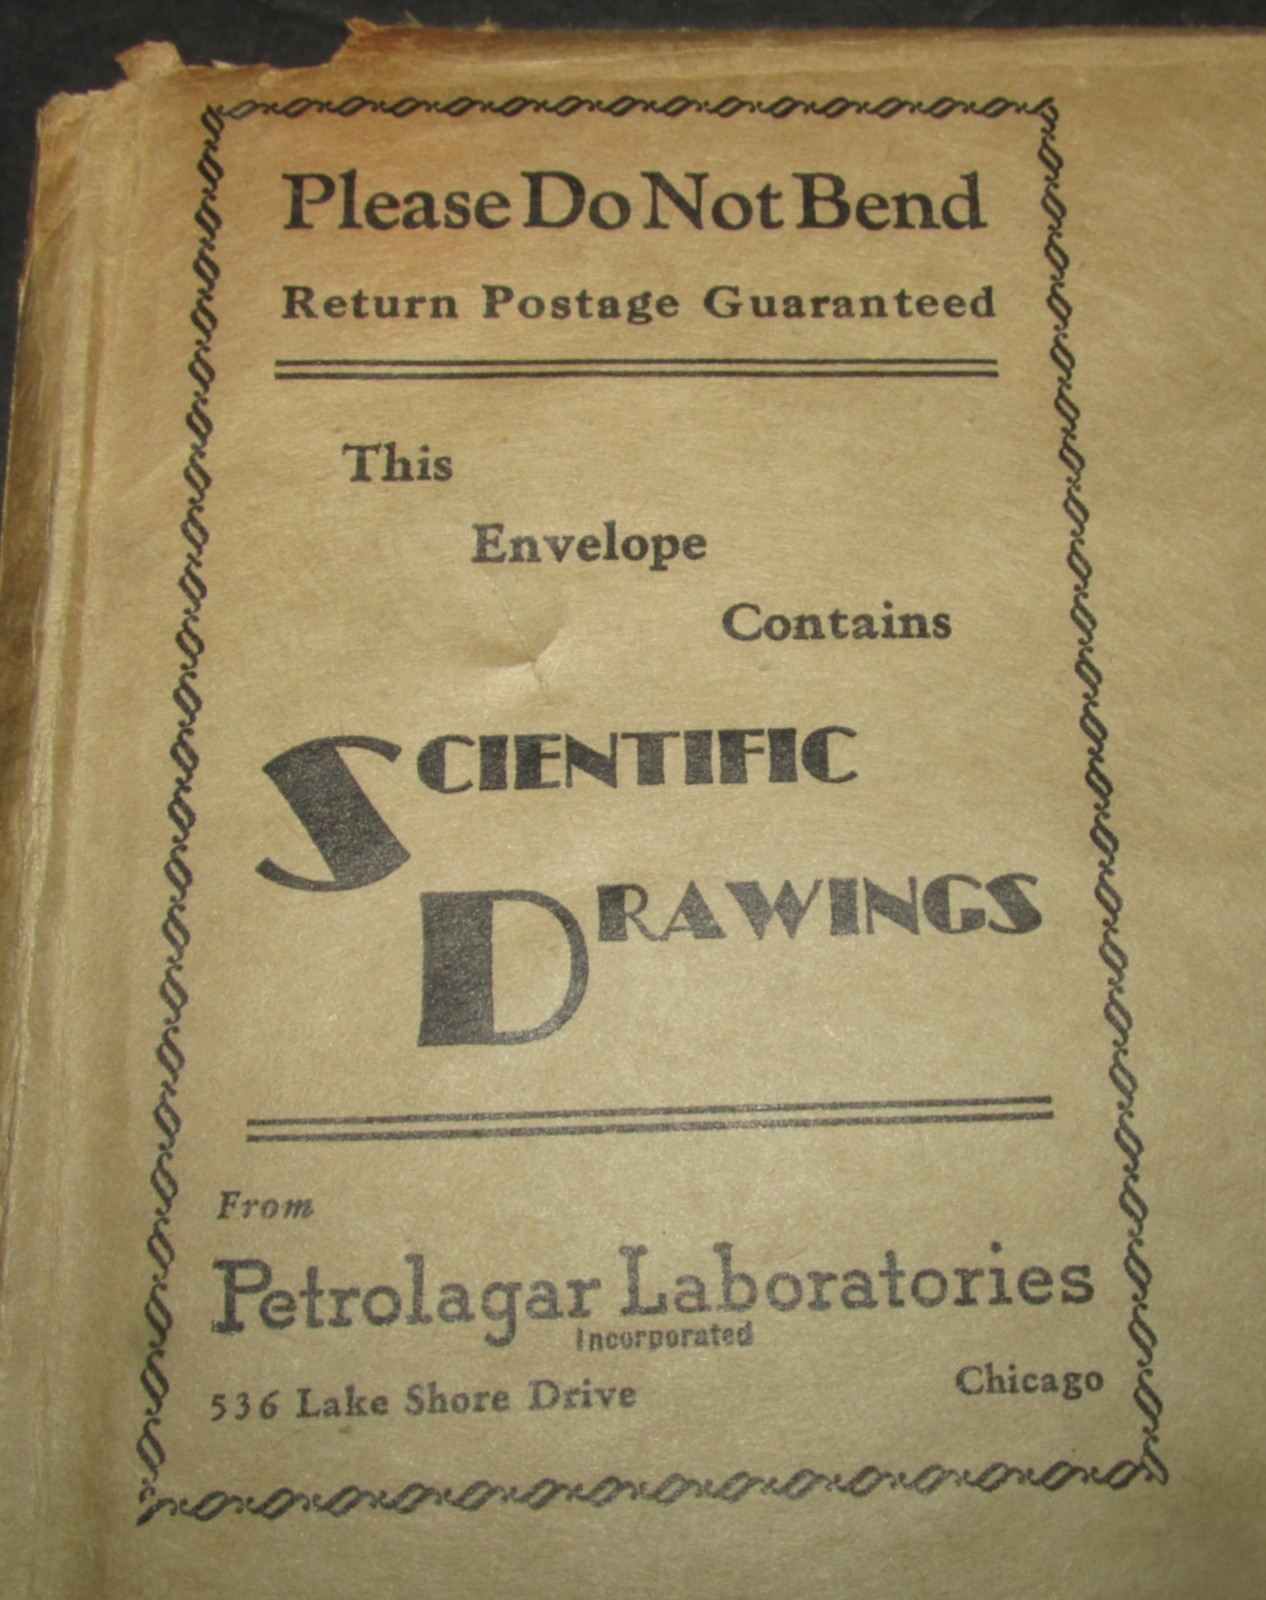 Please Do Not Bend
Return Postage Guaranteed
This
Envelope
Contains
SCIENTIFIC
DRAWINGS
From
Petrolagar Laboratories
Incorporated
536 Lake Shore Drive Chicago